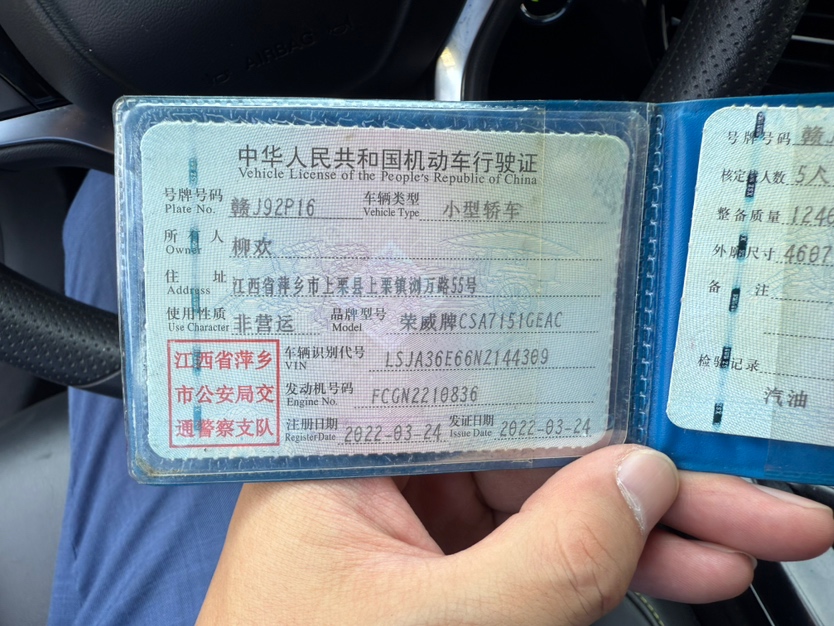 AIRBAG
中华人民共和国机动车行驶证
Vehicle License of the People's Republic of China
号牌号码 赣J92P16 车辆类型 小型轿车
Plate No. Vehicle Type
所有人 柳欢
Owner
住址 江西省萍乡市上栗县上栗镇浏万路55号
Address
使用性质 非营运 品牌型号 荣威牌CSA7151GEAC
Use Character Model
江西省萍乡
市公安局交
通警察支队
车辆识别代号 LSJA36E66N2144309
VIN
发动机号码 FCGN2210836
Engine No.
注册日期 2022-03-24 发证日期 2022-03-24
Register Date Issue Date
号牌号码 赣
核定载人数 5人
整备质量 1240
外廓尺寸 4607
备注
检验记录
汽油